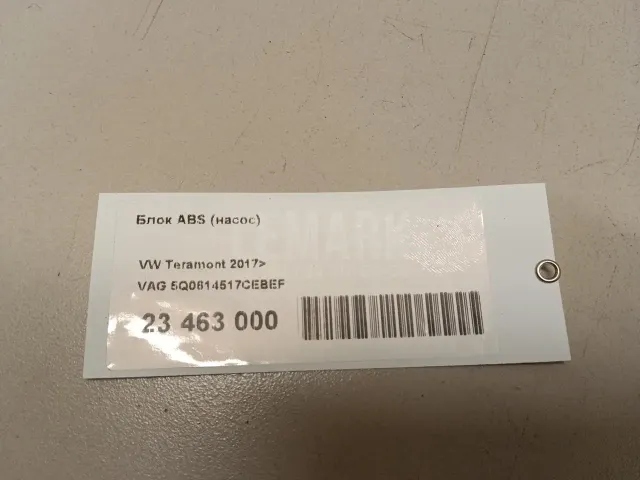 Блок ABS (насос)
VW Teramont 2017>
VAG 5Q0614517CEBEF
23 463 000